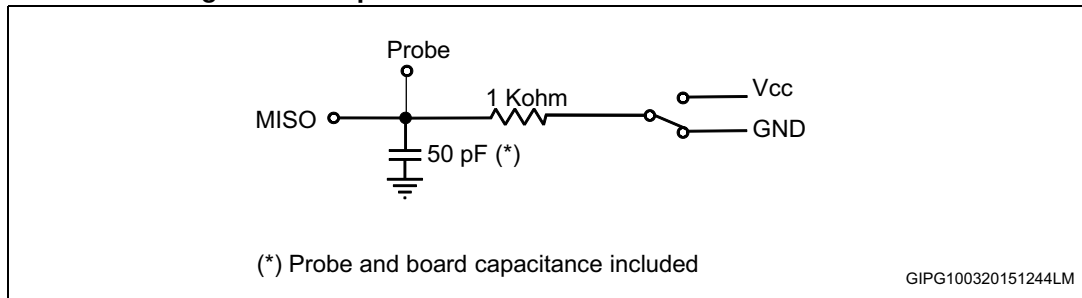 Probe
Vcc
1 Kohm
MISO
GND
50 pF (*)
(*) Probe and board capacitance included
GIPG100320151244LM